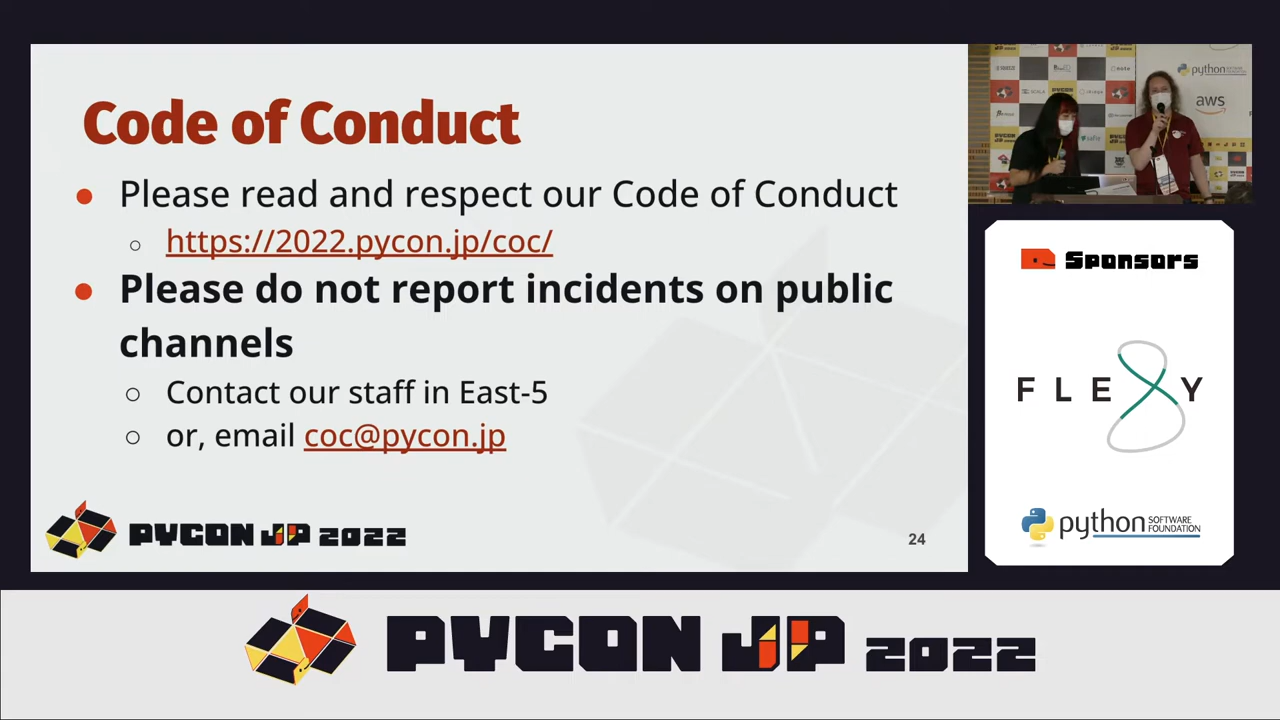 Code of Conduct
● Please read and respect our Code of Conduct
○ https://2022.pycon.jp/coc/
● Please do not report incidents on public
channels
○ Contact our staff in East-5
○ or, email coc@pycon.jp
PYCON JP 2022
24
python
aws
Sponsors
FLEXY
python SOFTWARE
FOUNDATION
PYCON JP 2022